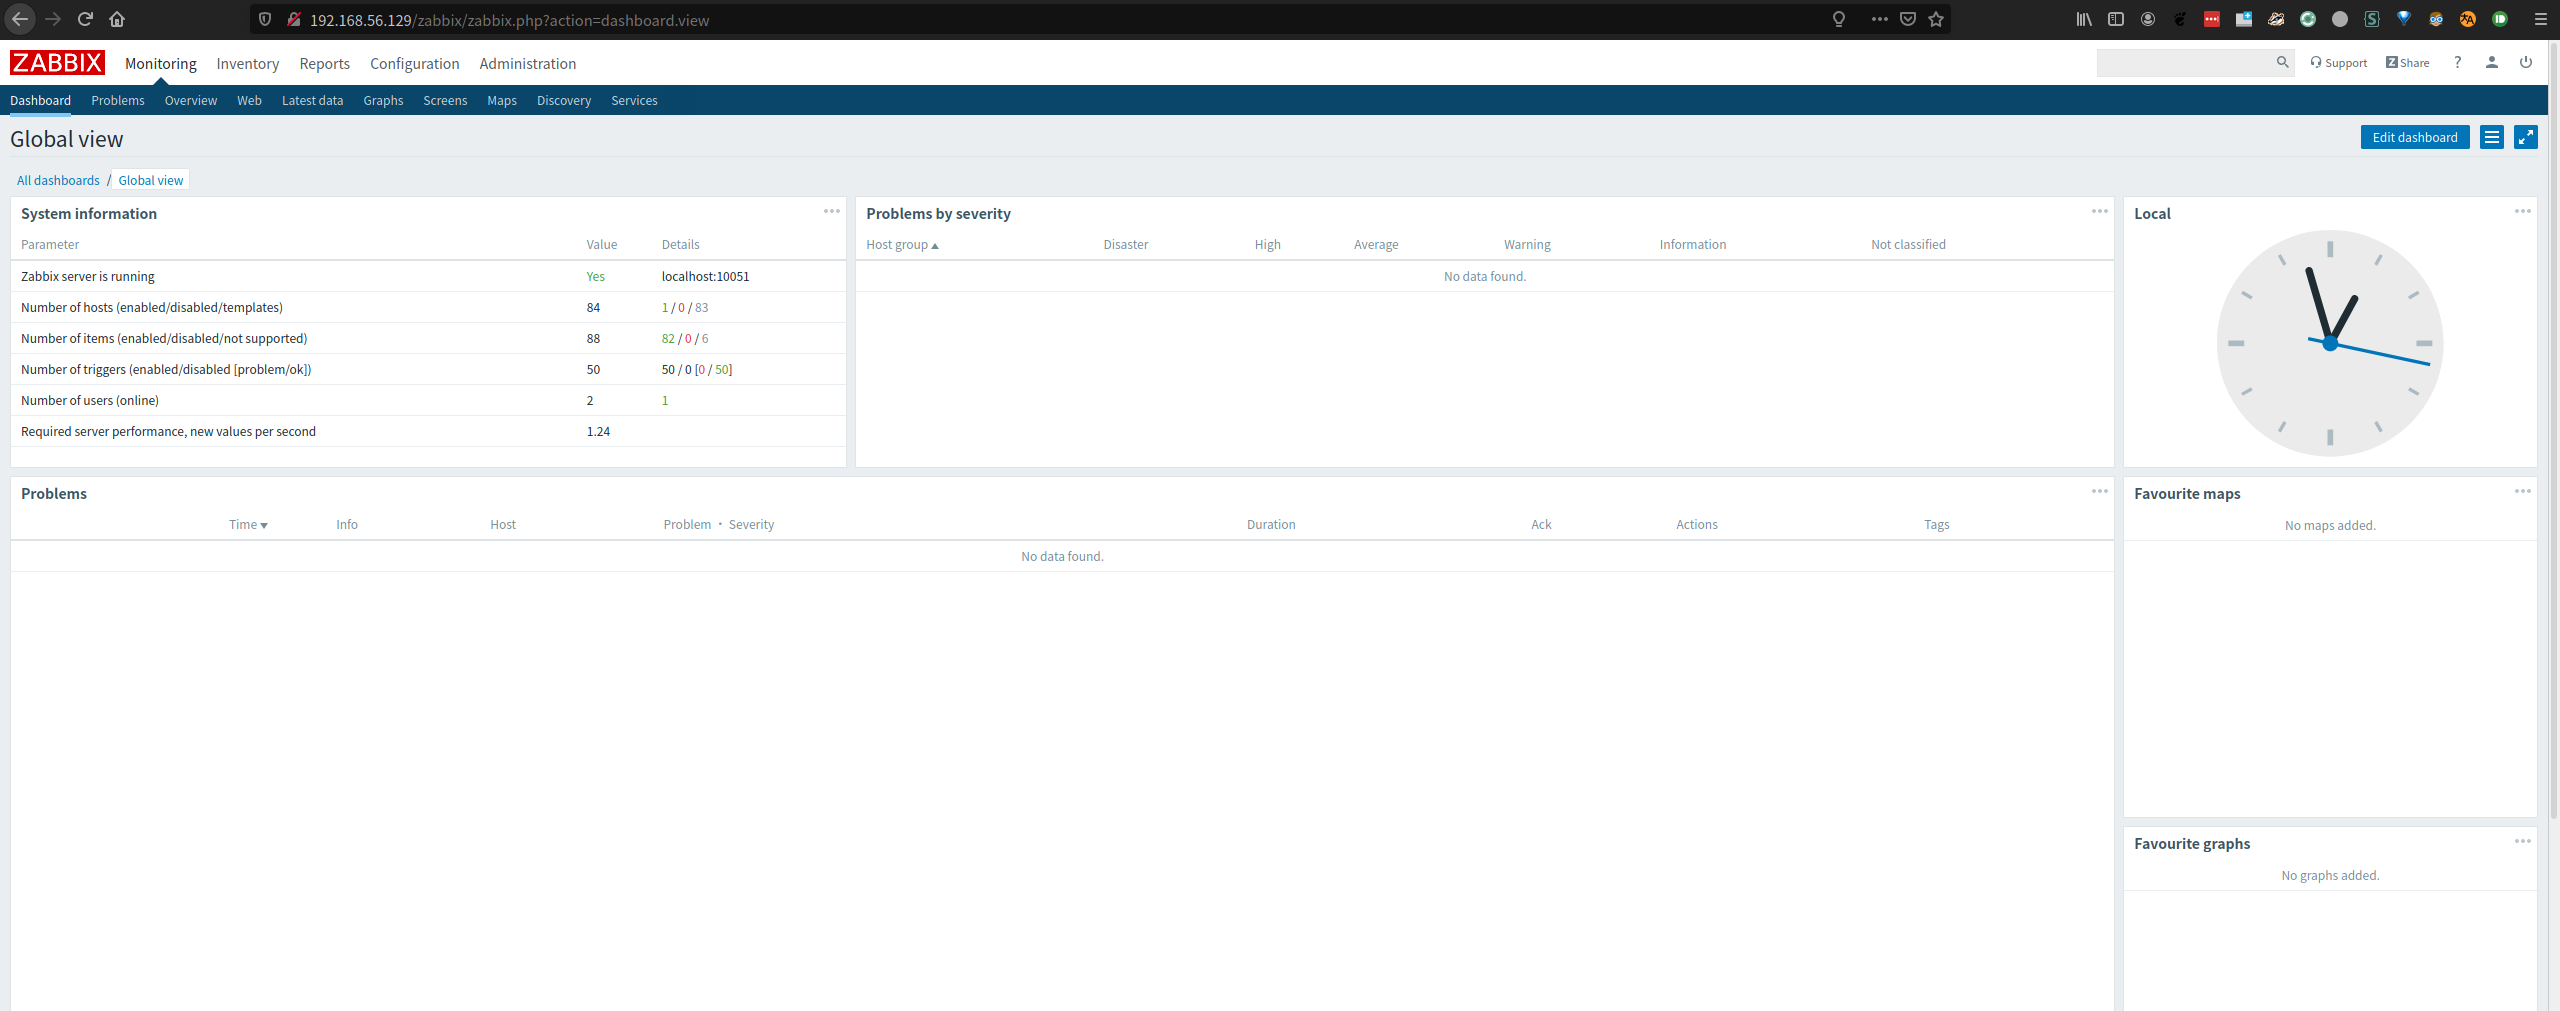 192.168.56.129/zabbix/zabbix.php?action=dashboard.view
ZABBIX Monitoring Inventory Reports Configuration Administration Support Z Share ?
Dashboard Problems Overview Web Latest data Graphs Screens Maps Discovery Services
Global view Edit dashboard
All dashboards / Global view
System information
Parameter Value Details
Zabbix server is running Yes localhost:10051
Number of hosts (enabled/disabled/templates) 84 1 / 0 / 83
Number of items (enabled/disabled/not supported) 88 82 / 0 / 6
Number of triggers (enabled/disabled [problem/ok]) 50 50 / 0 [0 / 50]
Number of users (online) 2 1
Required server performance, new values per second 1.24
Problems by severity
Host group Disaster High Average Warning Information Not classified
No data found.
Local
Problems
Time Info Host Problem • Severity Duration Ack Actions Tags
No data found.
Favourite maps
No maps added.
Favourite graphs
No graphs added.